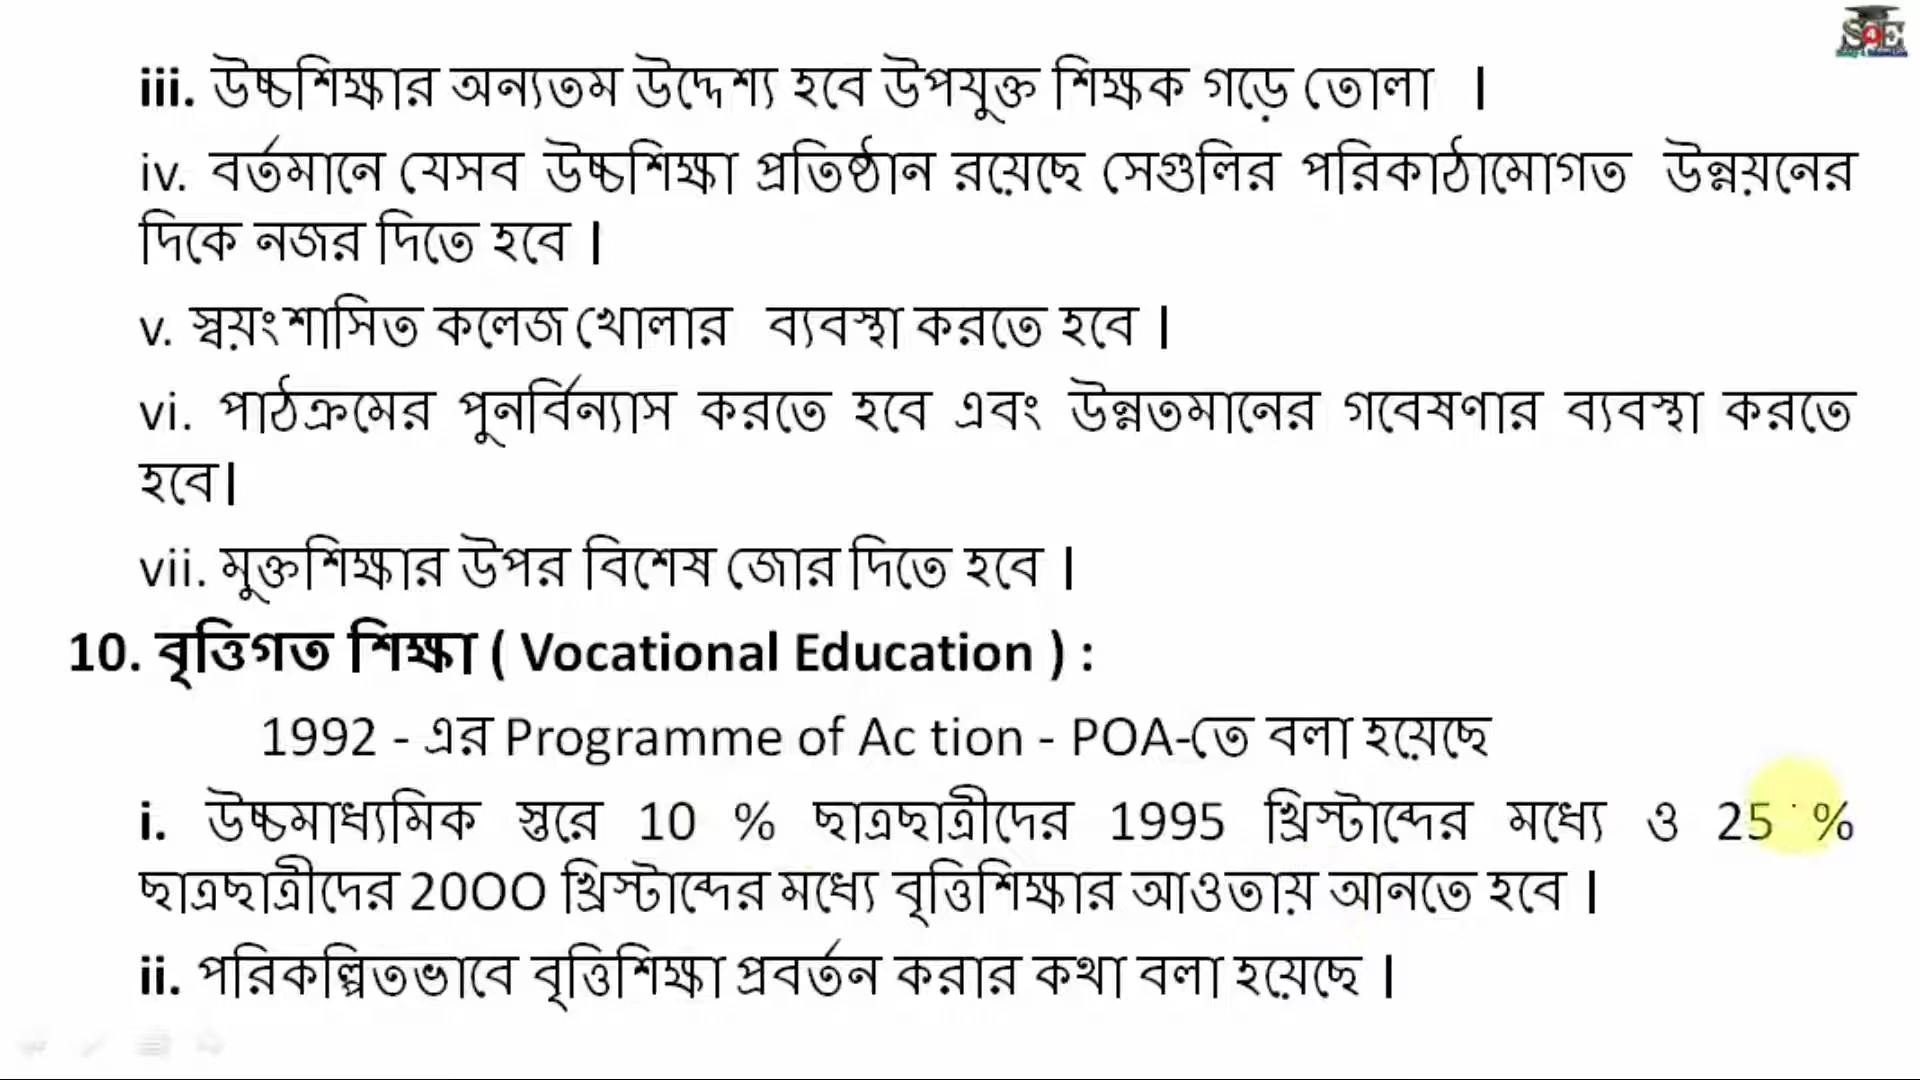 S4E
iii. উচ্চশিক্ষার অন্যতম উদ্দেশ্য হবে উপযুক্ত শিক্ষক গড়ে তোলা ।
iv. বর্তমানে যেসব উচ্চশিক্ষা প্রতিষ্ঠান রয়েছে সেগুলির পরিকাঠামোগত উন্নয়নের
দিকে নজর দিতে হবে ।
v. স্বয়ংশাসিত কলেজ খোলার ব্যবস্থা করতে হবে ।
vi. পাঠক্রমের পুনর্বিন্যাস করতে হবে এবং উন্নতমানের গবেষণার ব্যবস্থা করতে
হবে।
vii. মুক্তশিক্ষার উপর বিশেষ জোর দিতে হবে ।
10. বৃত্তিগত শিক্ষা ( Vocational Education ) :
1992 - এর Programme of Ac tion - POA-তে বলা হয়েছে
i. উচ্চমাধ্যমিক স্তরে 10 % ছাত্রছাত্রীদের 1995 খ্রিস্টাব্দের মধ্যে ও 25 %
ছাত্রছাত্রীদের 2OOO খ্রিস্টাব্দের মধ্যে বৃত্তিশিক্ষার আওতায় আনতে হবে ।
ii. পরিকল্পিতভাবে বৃত্তিশিক্ষা প্রবর্তন করার কথা বলা হয়েছে ।